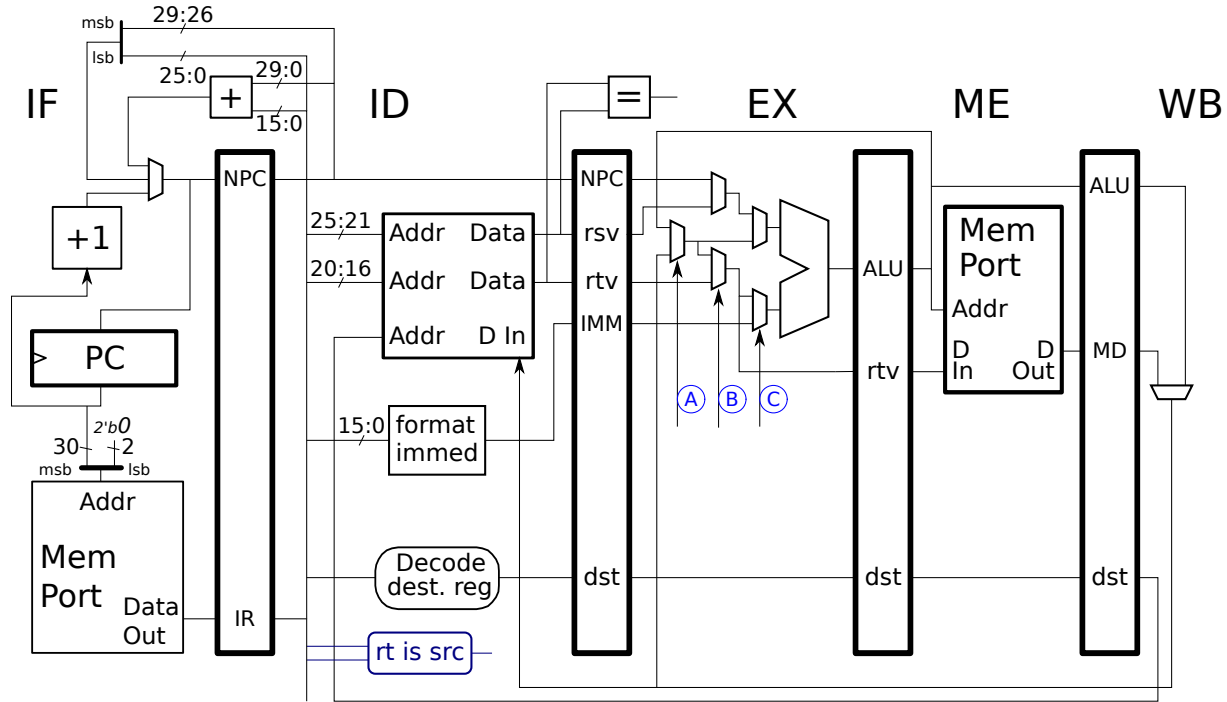 msb
29:26
lsb
25:0
29:0
15:0
+
=
IF
ID
EX
ME
WB
NPC
NPC
ALU
+1
25:21
Addr
Data
rsv
20:16
Addr
Data
rtv
Addr
D In
IMM
ALU
Mem
Port
Addr
D
In
D
Out
MD
PC
rtv
A
B
C
2'b0
30
2
msb
lsb
15:0
format
immed
Addr
Mem
Port
Data
Out
IR
Decode
dest. reg
dst
dst
dst
rt is src